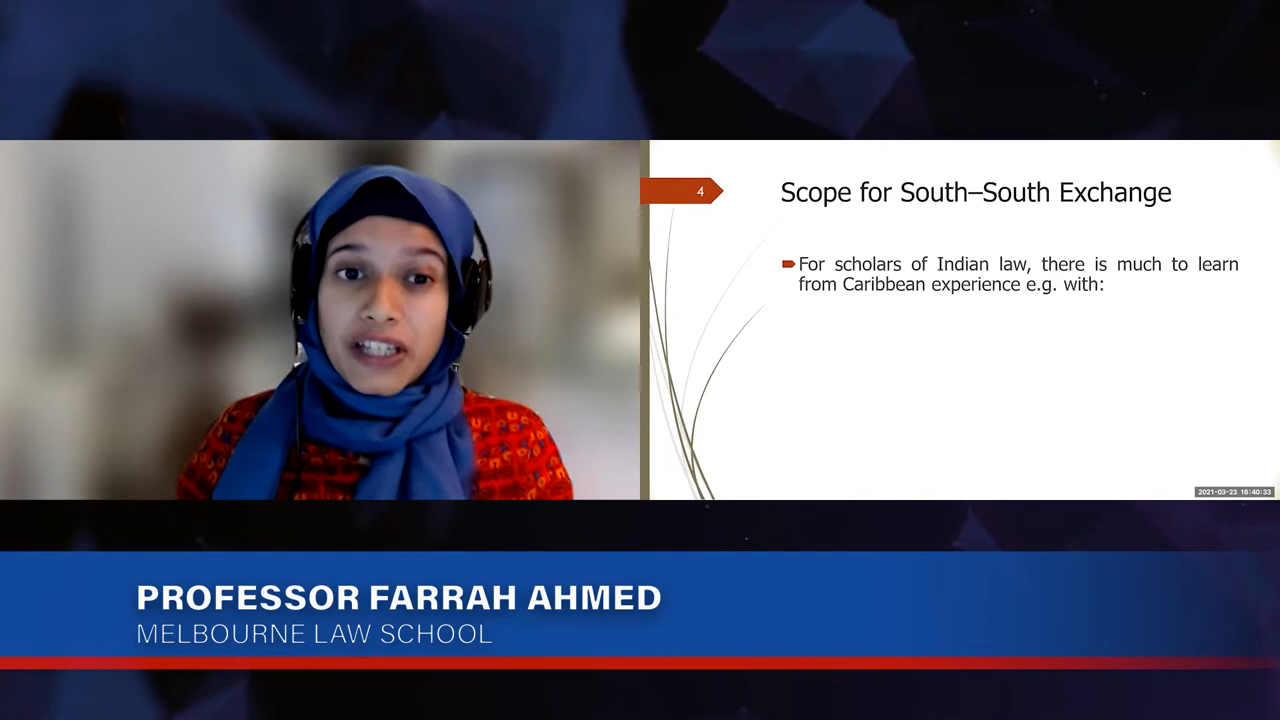 4
Scope for South–South Exchange
For scholars of Indian law, there is much to learn
from Caribbean experience e.g. with:
2021-03-23 16:40:33
PROFESSOR FARRAH AHMED
MELBOURNE LAW SCHOOL